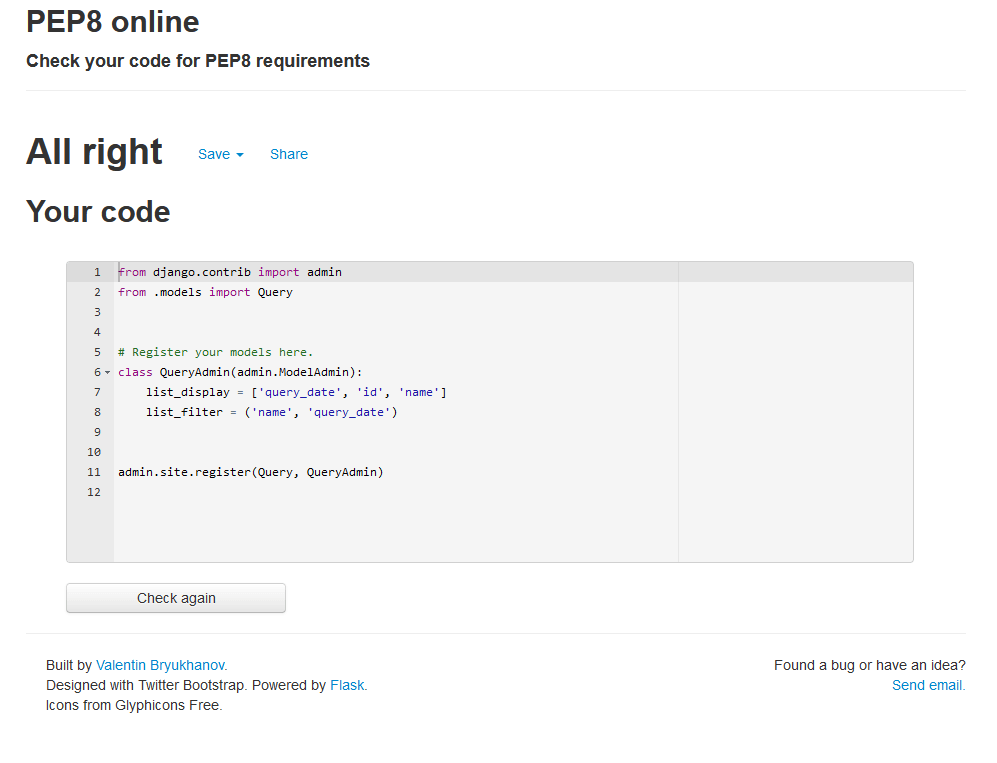 PEP8 online
Check your code for PEP8 requirements
All right Save Share
Your code
1 from django.contrib import admin
2 from .models import Query
3
4
5 # Register your models here.
6 class QueryAdmin(admin.ModelAdmin):
7     list_display = ['query_date', 'id', 'name']
8     list_filter = ('name', 'query_date')
9
10
11 admin.site.register(Query, QueryAdmin)
12
Check again
Built by Valentin Bryukhanov.
Designed with Twitter Bootstrap. Powered by Flask.
Icons from Glyphicons Free.
Found a bug or have an idea?
Send email.